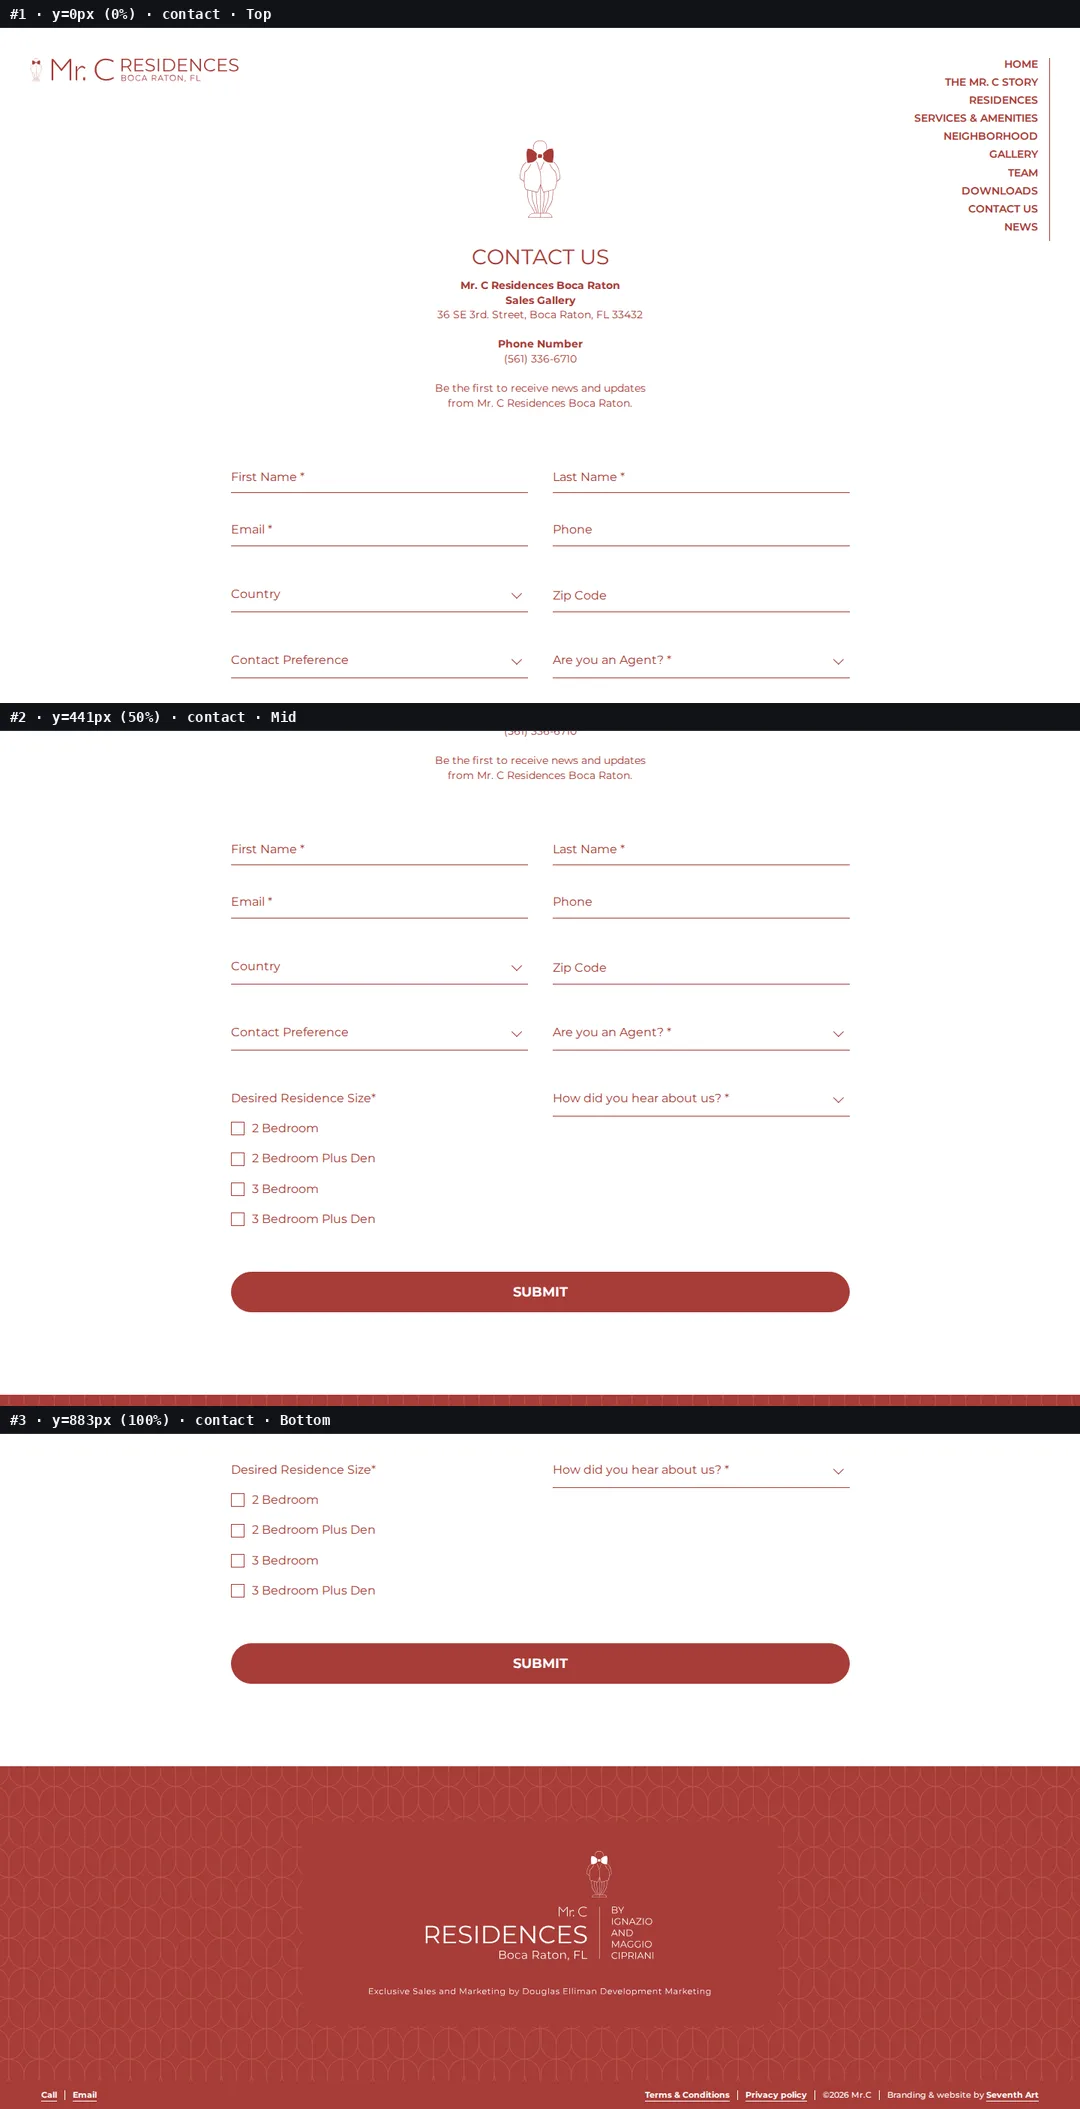 #1 · y=0px (0%) · contact · Top
Mr. C RESIDENCES
BOCA RATON, FL
HOME
THE MR. C STORY
RESIDENCES
SERVICES & AMENITIES
NEIGHBORHOOD
GALLERY
TEAM
DOWNLOADS
CONTACT US
NEWS
CONTACT US
Mr. C Residences Boca Raton
Sales Gallery
36 SE 3rd. Street, Boca Raton, FL 33432
Phone Number
(561) 336-6710
Be the first to receive news and updates
from Mr. C Residences Boca Raton.
First Name * Last Name *
Email * Phone
Country Zip Code
Contact Preference Are you an Agent? *
#2 · y=441px (50%) · contact · Mid
(561) 336-6710
Be the first to receive news and updates
from Mr. C Residences Boca Raton.
First Name * Last Name *
Email * Phone
Country Zip Code
Contact Preference Are you an Agent? *
Desired Residence Size* How did you hear about us? *
2 Bedroom
2 Bedroom Plus Den
3 Bedroom
3 Bedroom Plus Den
SUBMIT
#3 · y=883px (100%) · contact · Bottom
Desired Residence Size* How did you hear about us? *
2 Bedroom
2 Bedroom Plus Den
3 Bedroom
3 Bedroom Plus Den
SUBMIT
Mr. C
RESIDENCES
Boca Raton, FL
BY
IGNAZIO
AND
MAGGIO
CIPRIANI
Exclusive Sales and Marketing by Douglas Elliman Development Marketing
Call | Email Terms & Conditions | Privacy policy | ©2026 Mr.C | Branding & website by Seventh Art